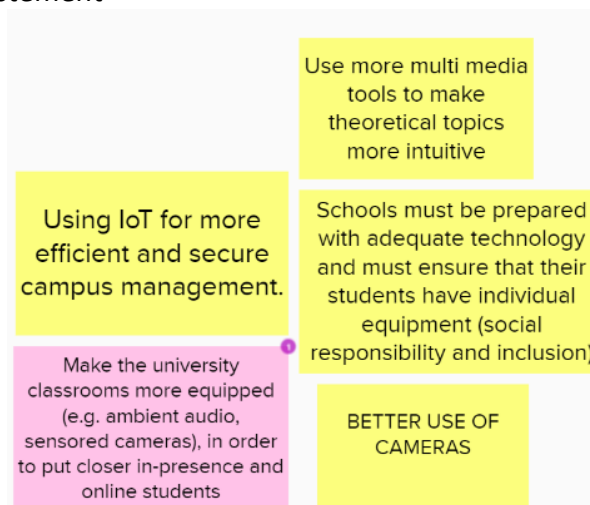 Use more multi media
tools to make
theoretical topics
more intuitive
Using IoT for more
efficient and secure
campus management.
Schools must be prepared
with adequate technology
and must ensure that their
students have individual
equipment (social
responsibility and inclusion)
1
Make the university
classrooms more equipped
(e.g. ambient audio,
sensored cameras), in order
to put closer in-presence and
online students
BETTER USE OF
CAMERAS